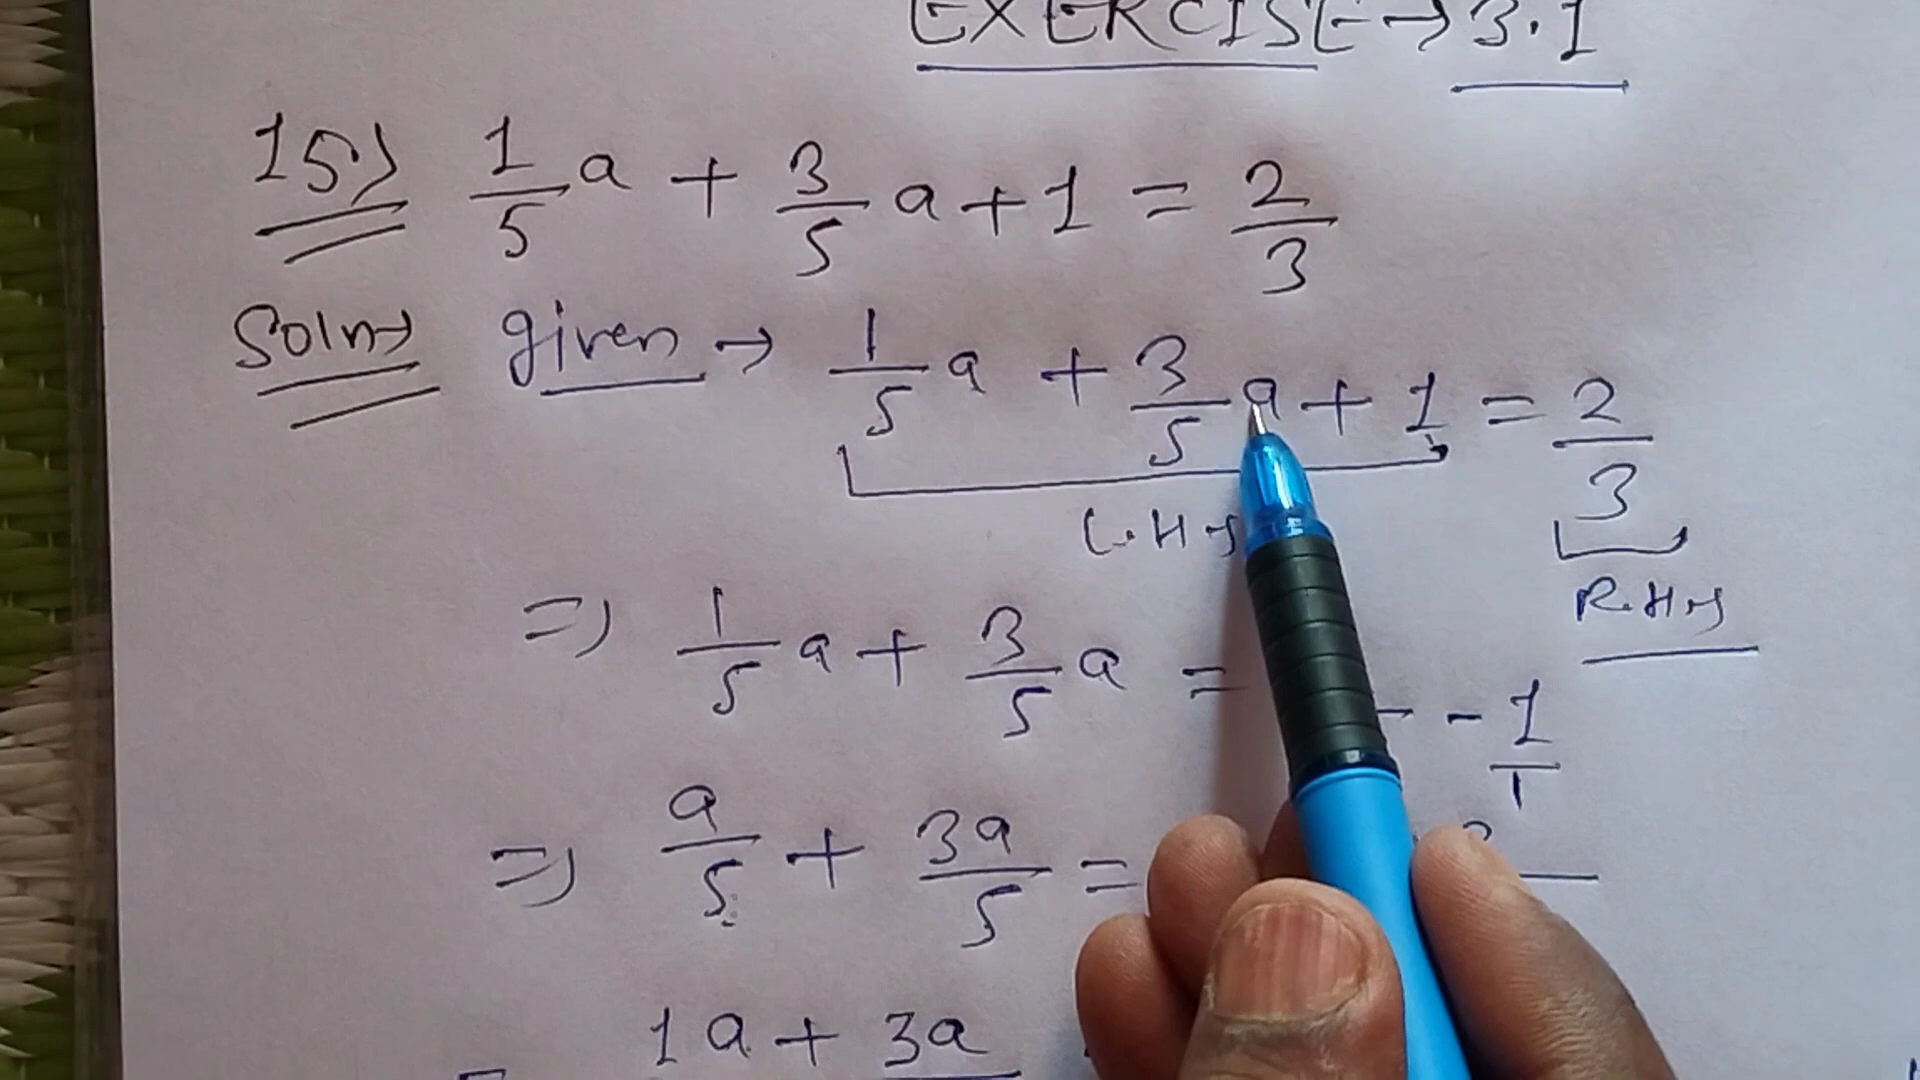 EXERCISE → 3.1
15.) 1/5 a + 3/5 a + 1 = 2/3
Soln→ given → 1/5 a + 3/5 a + 1 = 2/3
L.H.S R.H.S
=> 1/5 a + 3/5 a = - 1/1
=> a/5 + 3a/5 =
1a + 3a